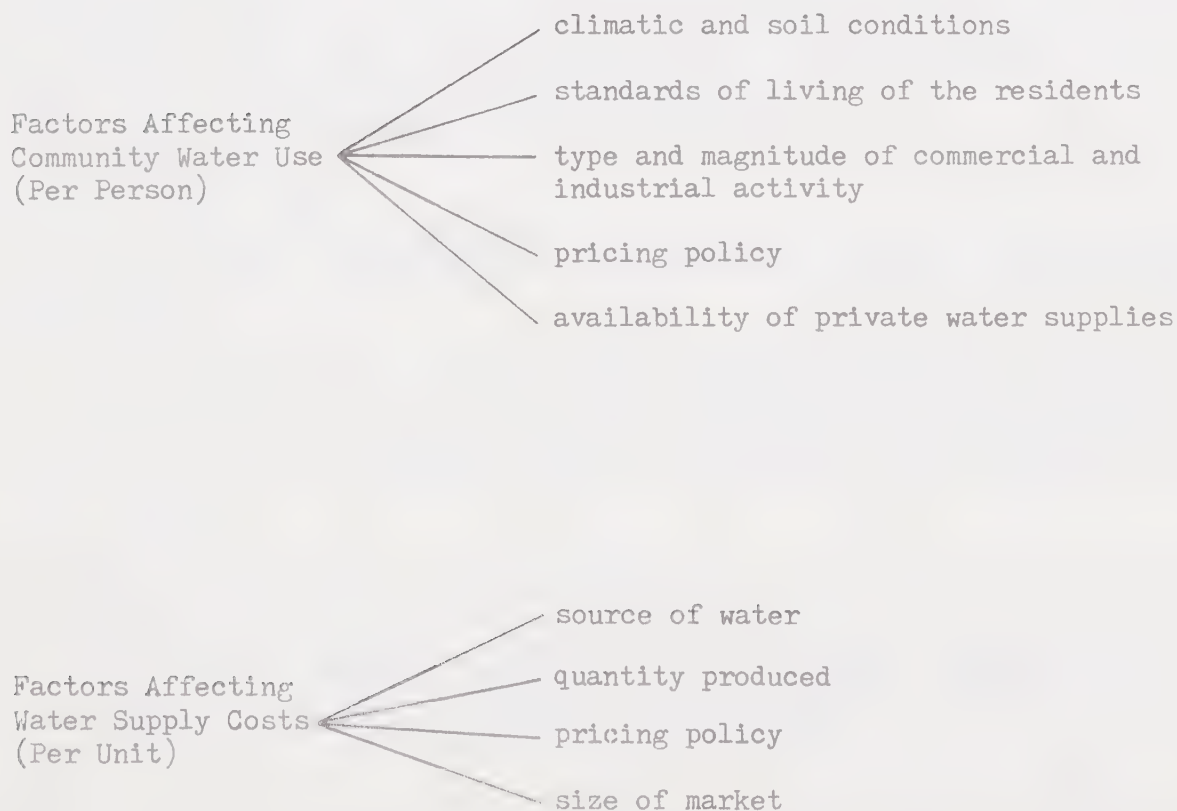 Factors Affecting
Community Water Use
(Per Person)
climatic and soil conditions
standards of living of the residents
type and magnitude of commercial and
industrial activity
pricing policy
availability of private water supplies
Factors Affecting
Water Supply Costs
(Per Unit)
source of water
quantity produced
pricing policy
size of market